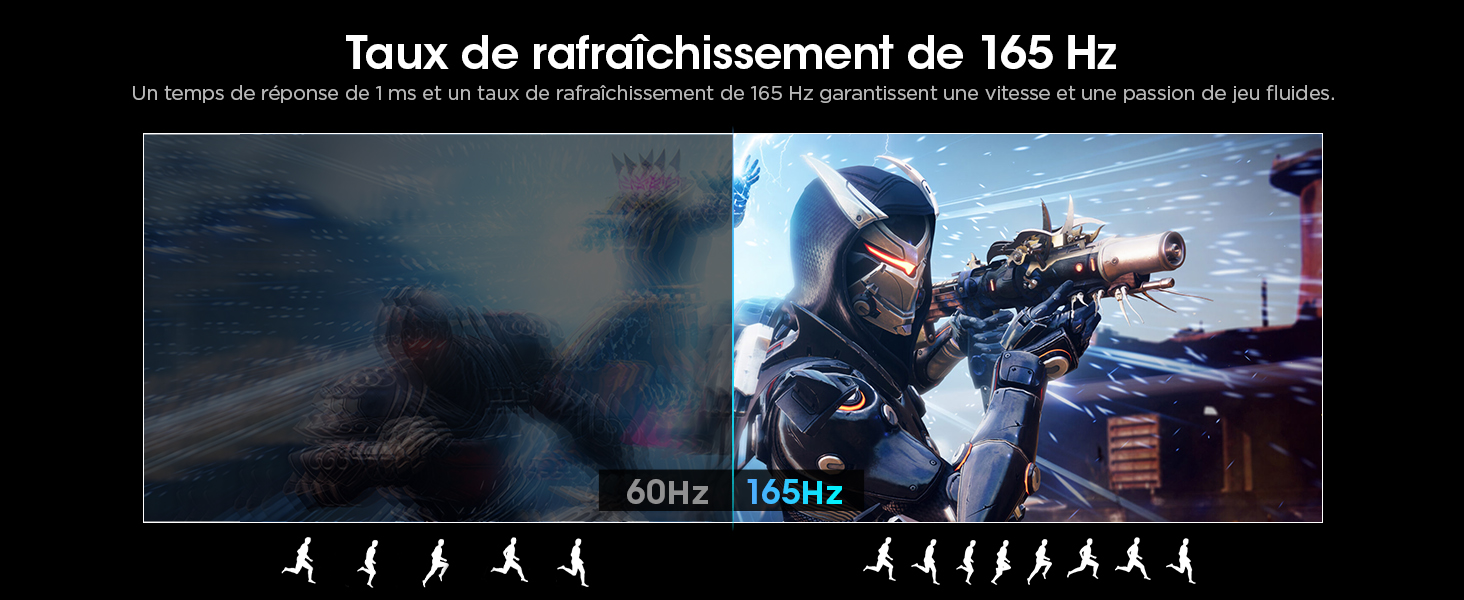 Taux de rafraîchissement de 165 Hz
Un temps de réponse de 1 ms et un taux de rafraîchissement de 165 Hz garantissent une vitesse et une passion de jeu fluides.
60Hz 165Hz